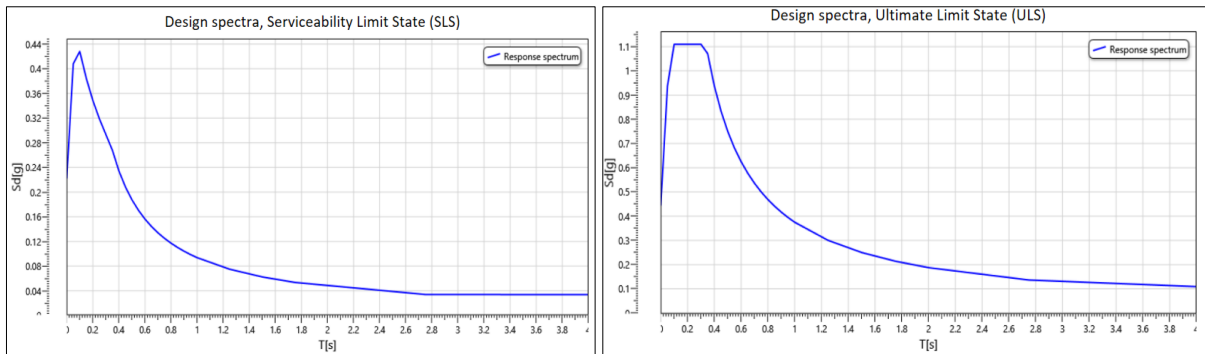 Design spectra, Serviceability Limit State (SLS)
0.44
0.4
0.36
0.32
0.28
0.24
0.2
0.16
0.12
0.08
0.04
0
Sd[g]
Response spectrum
0 0.2 0.4 0.6 0.8 1 1.2 1.4 1.6 1.8 2 2.2 2.4 2.6 2.8 3 3.2 3.4 3.6 3.8 4
T[s]
Design spectra, Ultimate Limit State (ULS)
1.1
1
0.9
0.8
0.7
0.6
0.5
0.4
0.3
0.2
0.1
0
Sd[g]
Response spectrum
0 0.2 0.4 0.6 0.8 1 1.2 1.4 1.6 1.8 2 2.2 2.4 2.6 2.8 3 3.2 3.4 3.6 3.8 4
T[s]